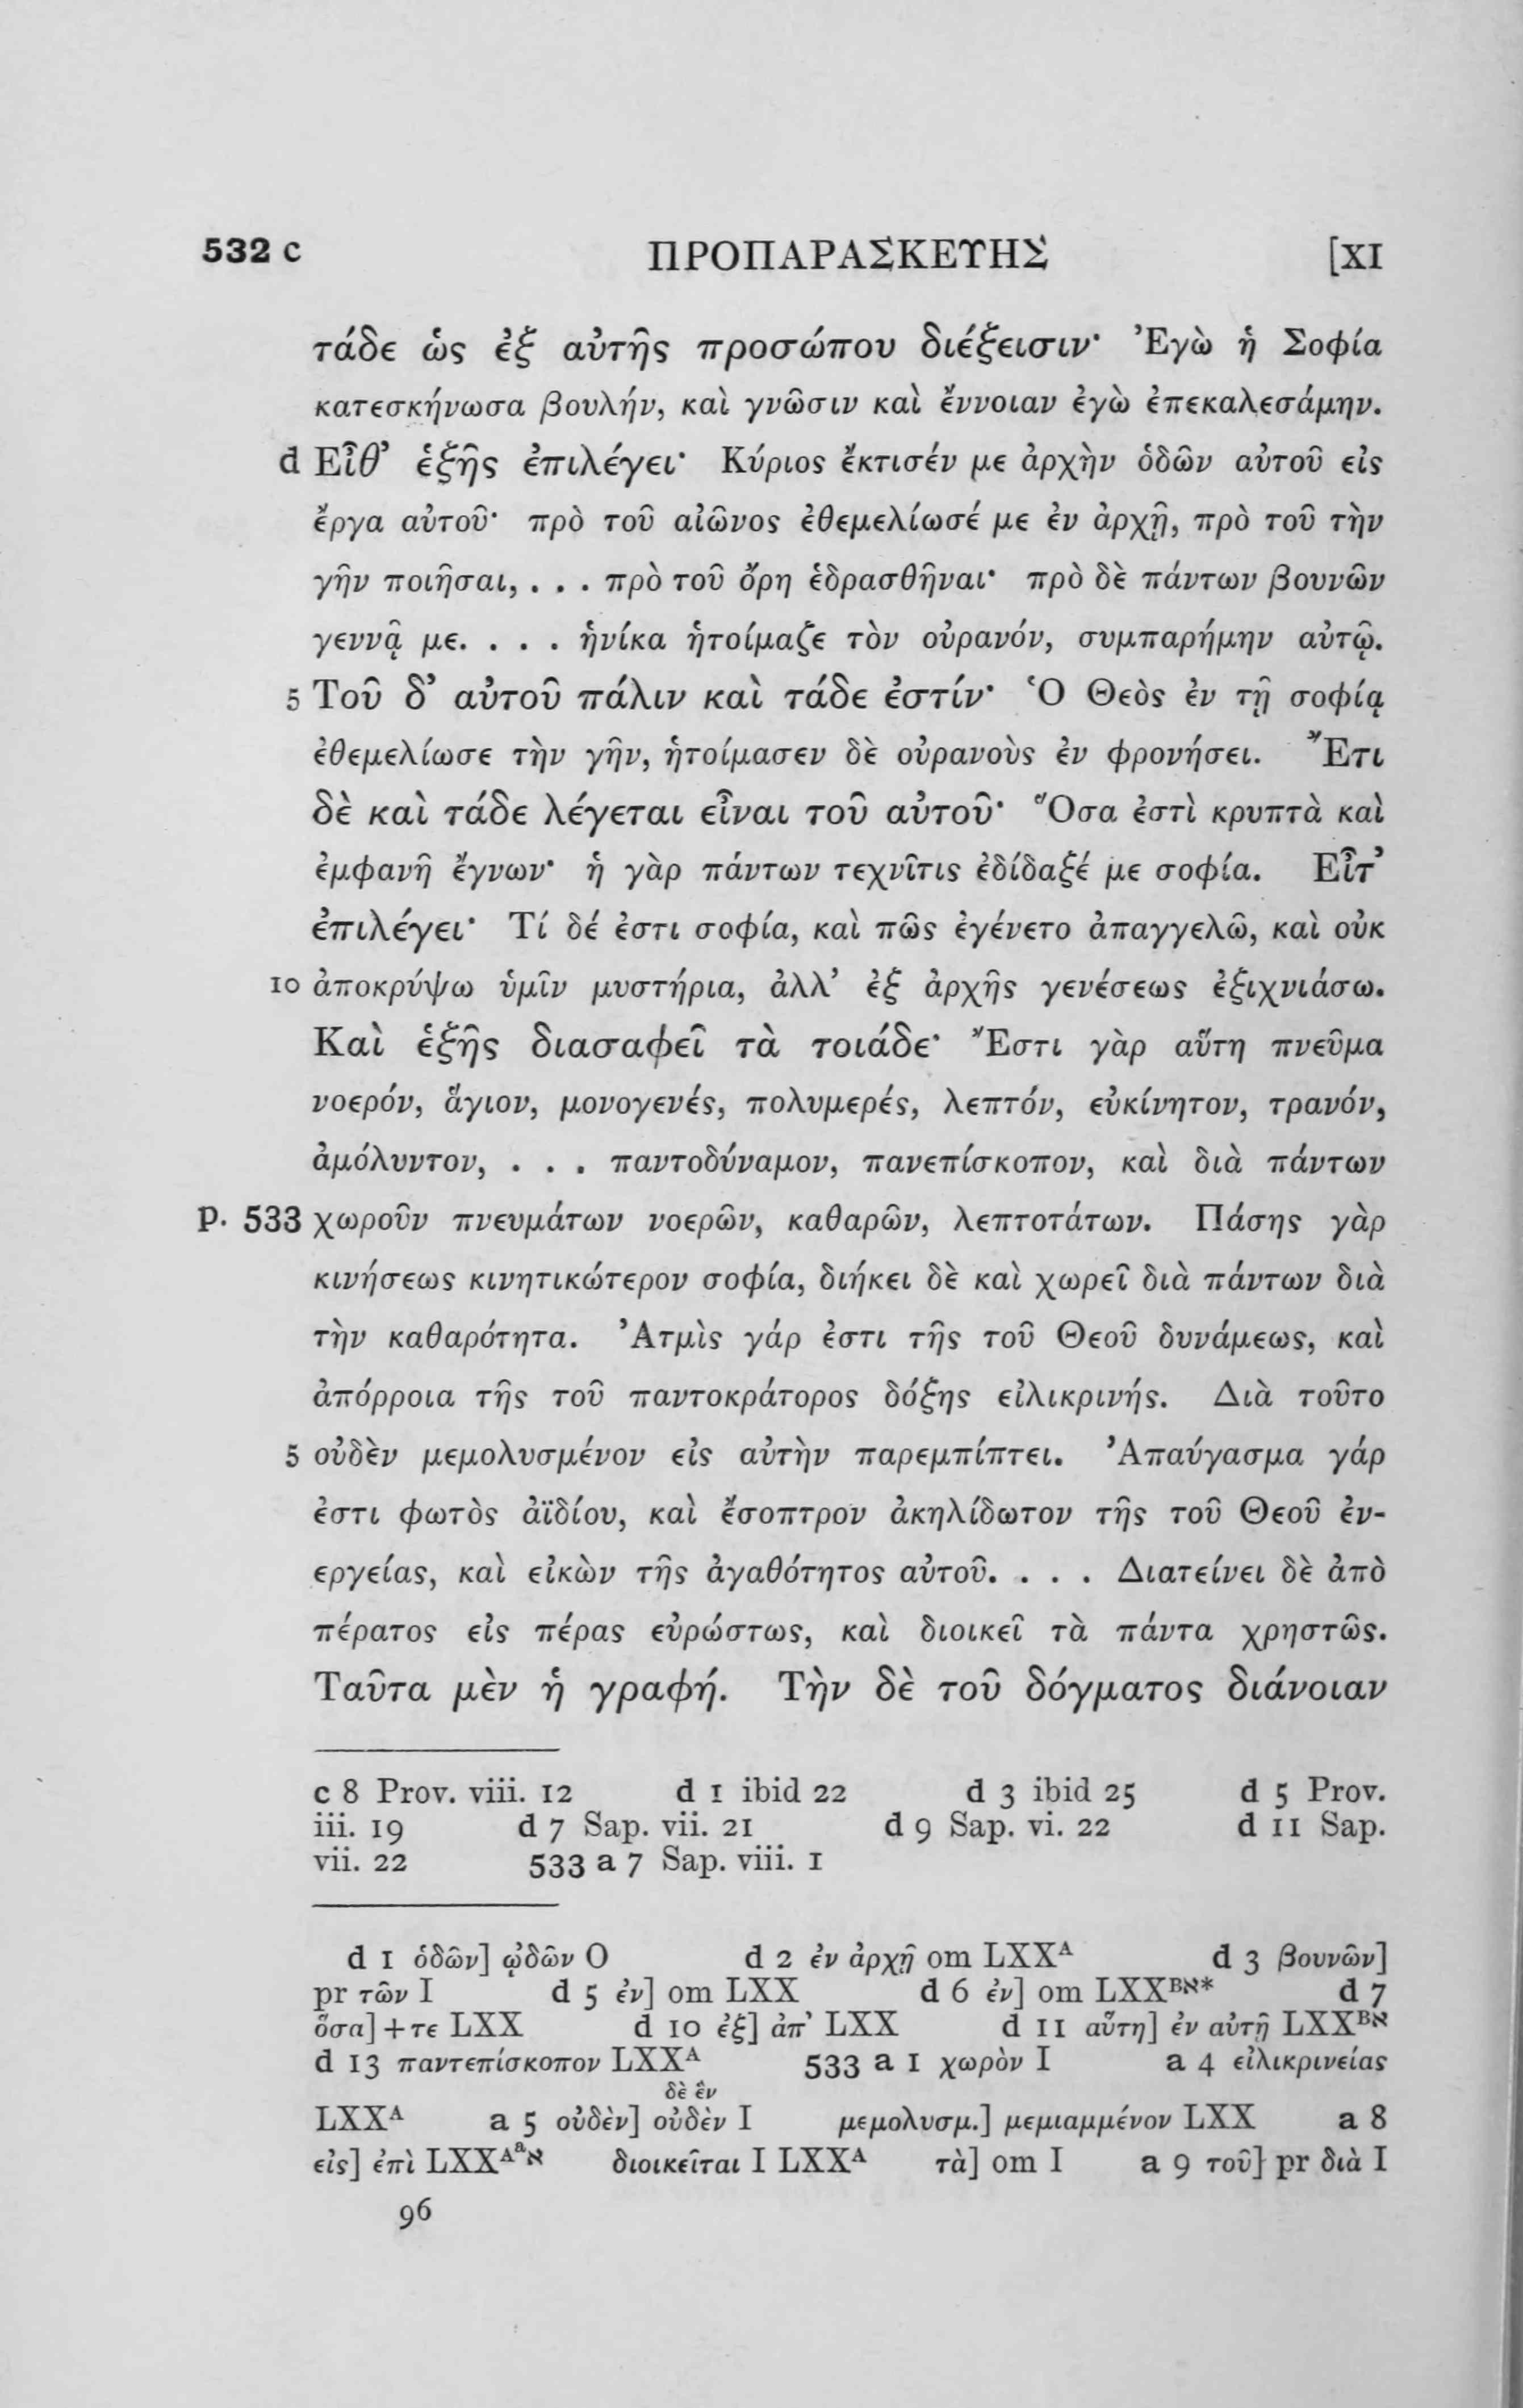 532 c ΠΡΟΠΑΡΑΣΚΕΥΗΣ [XI
τάδε ὡς ἐξ αὐτῆς προσώπου διέξεισιν· Ἐγὼ ἡ Σοφία
κατεσκήνωσα βουλήν, καὶ γνῶσιν καὶ ἔννοιαν ἐγὼ ἐπεκαλεσάμην.
d Εἶθ’ ἑξῆς ἐπιλέγει· Κύριος ἔκτισέν με ἀρχὴν ὁδῶν αὐτοῦ εἰς
ἔργα αὐτοῦ· πρὸ τοῦ αἰῶνος ἐθεμελίωσέ με ἐν ἀρχῇ, πρὸ τοῦ τὴν
γῆν ποιῆσαι, . . . πρὸ τοῦ ὄρη ἑδρασθῆναι· πρὸ δὲ πάντων βουνῶν
γεννᾷ με. . . . ἡνίκα ἡτοίμαζε τὸν οὐρανόν, συμπαρήμην αὐτῷ.
5 Τοῦ δ’ αὐτοῦ πάλιν καὶ τάδε ἐστίν· Ὁ Θεὸς ἐν τῇ σοφίᾳ
ἐθεμελίωσε τὴν γῆν, ἡτοίμασεν δὲ οὐρανοὺς ἐν φρονήσει. Ἔτι
δὲ καὶ τάδε λέγεται εἶναι τοῦ αὐτοῦ· Ὅσα ἐστὶ κρυπτὰ καὶ
ἐμφανῆ ἔγνων· ἡ γὰρ πάντων τεχνῖτις ἐδίδαξέ με σοφία. Εἶτ’
ἐπιλέγει· Τί δέ ἐστι σοφία, καὶ πῶς ἐγένετο ἀπαγγελῶ, καὶ οὐκ
10 ἀποκρύψω ὑμῖν μυστήρια, ἀλλ’ ἐξ ἀρχῆς γενέσεως ἐξιχνιάσω.
Καὶ ἑξῆς διασαφεῖ τὰ τοιάδε· Ἔστι γὰρ αὕτη πνεῦμα
νοερόν, ἅγιον, μονογενές, πολυμερές, λεπτόν, εὐκίνητον, τρανόν,
ἀμόλυντον, . . . παντοδύναμον, πανεπίσκοπον, καὶ διὰ πάντων
p. 533 χωροῦν πνευμάτων νοερῶν, καθαρῶν, λεπτοτάτων. Πάσης γὰρ
κινήσεως κινητικώτερον σοφία, διήκει δὲ καὶ χωρεῖ διὰ πάντων διὰ
τὴν καθαρότητα. Ἀτμὶς γάρ ἐστι τῆς τοῦ Θεοῦ δυνάμεως, καὶ
ἀπόρροια τῆς τοῦ παντοκράτορος δόξης εἰλικρινής. Διὰ τοῦτο
5 οὐδὲν μεμολυσμένον εἰς αὐτὴν παρεμπίπτει. Ἀπαύγασμα γάρ
ἐστι φωτὸς ἀϊδίου, καὶ ἔσοπτρον ἀκηλίδωτον τῆς τοῦ Θεοῦ ἐν-
εργείας, καὶ εἰκὼν τῆς ἀγαθότητος αὐτοῦ. . . . Διατείνει δὲ ἀπὸ
πέρατος εἰς πέρας εὐρώστως, καὶ διοικεῖ τὰ πάντα χρηστῶς.
Ταῦτα μὲν ἡ γραφή. Τὴν δὲ τοῦ δόγματος διάνοιαν
c 8 Prov. viii. 12 d 1 ibid 22 d 3 ibid 25 d 5 Prov.
iii. 19 d 7 Sap. vii. 21 d 9 Sap. vi. 22 d 11 Sap.
vii. 22 533 a 7 Sap. viii. 1
d 1 ὁδῶν] ᾠδῶν O d 2 ἐν ἀρχῇ om LXXᴬ d 3 βουνῶν]
pr τῶν I d 5 ἐν] om LXX d 6 ἐν] om LXXᴮא* d 7
ὅσα]+τε LXX d 10 ἐξ] ἀπ’ LXX d 11 αὕτη] ἐν αὐτῇ LXXᴮא
d 13 παντεπίσκοπον LXXᴬ 533 a 1 χωρὸν I a 4 εἰλικρινείας
δὲ ἓν
LXXᴬ a 5 οὐδὲν] οὐδὲν I μεμολυσμ.] μεμιαμμένον LXX a 8
εἰς] ἐπὶ LXXᴬᵃא διοικεῖται I LXXᴬ τὰ] om I a 9 τοῦ] pr διὰ I
96